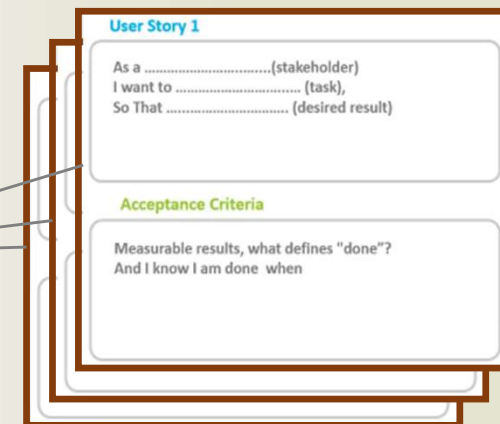 User Story 1
As a ................................(stakeholder)
I want to ................................ (task),
So That ............................... (desired result)
Acceptance Criteria
Measurable results, what defines "done"?
And I know I am done when